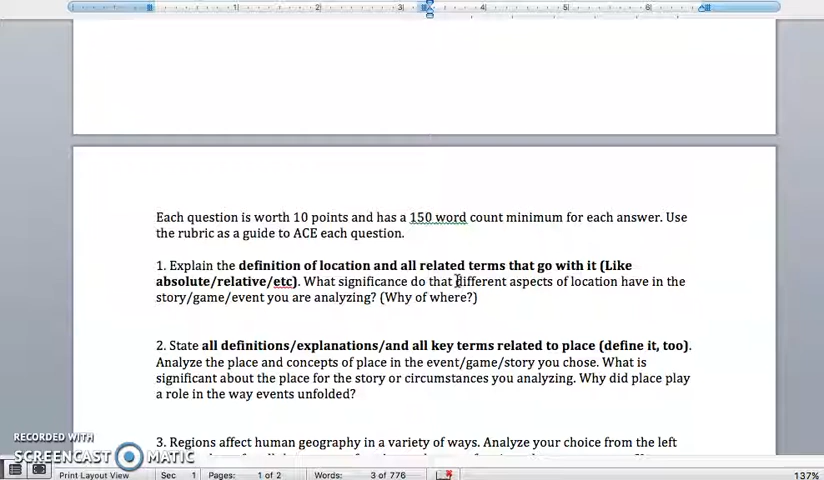 1 2 3 4 5 6
Each question is worth 10 points and has a 150 word count minimum for each answer. Use
the rubric as a guide to ACE each question.
1. Explain the definition of location and all related terms that go with it (Like
absolute/relative/etc). What significance do that different aspects of location have in the
story/game/event you are analyzing? (Why of where?)
2. State all definitions/explanations/and all key terms related to place (define it, too).
Analyze the place and concepts of place in the event/game/story you chose. What is
significant about the place for the story or circumstances you analyzing. Why did place play
a role in the way events unfolded?
3. Regions affect human geography in a variety of ways. Analyze your choice from the left
RECORDED WITH
SCREENCAST MATIC
Print Layout View Sec 1 Pages: 1 of 2 Words: 3 of 776 137%